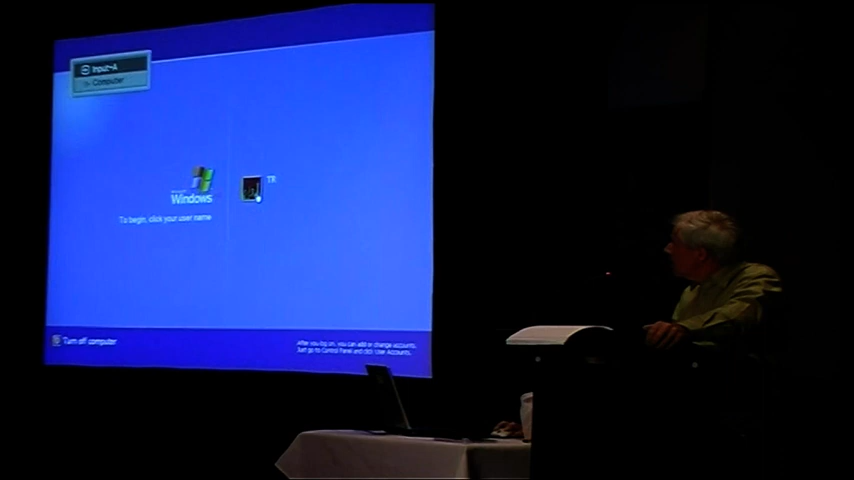 Input-A
Computer
TR
Windows
To begin, click your user name
Turn off computer
After you log on, you can add or change accounts.
Just go to Control Panel and click User Accounts.